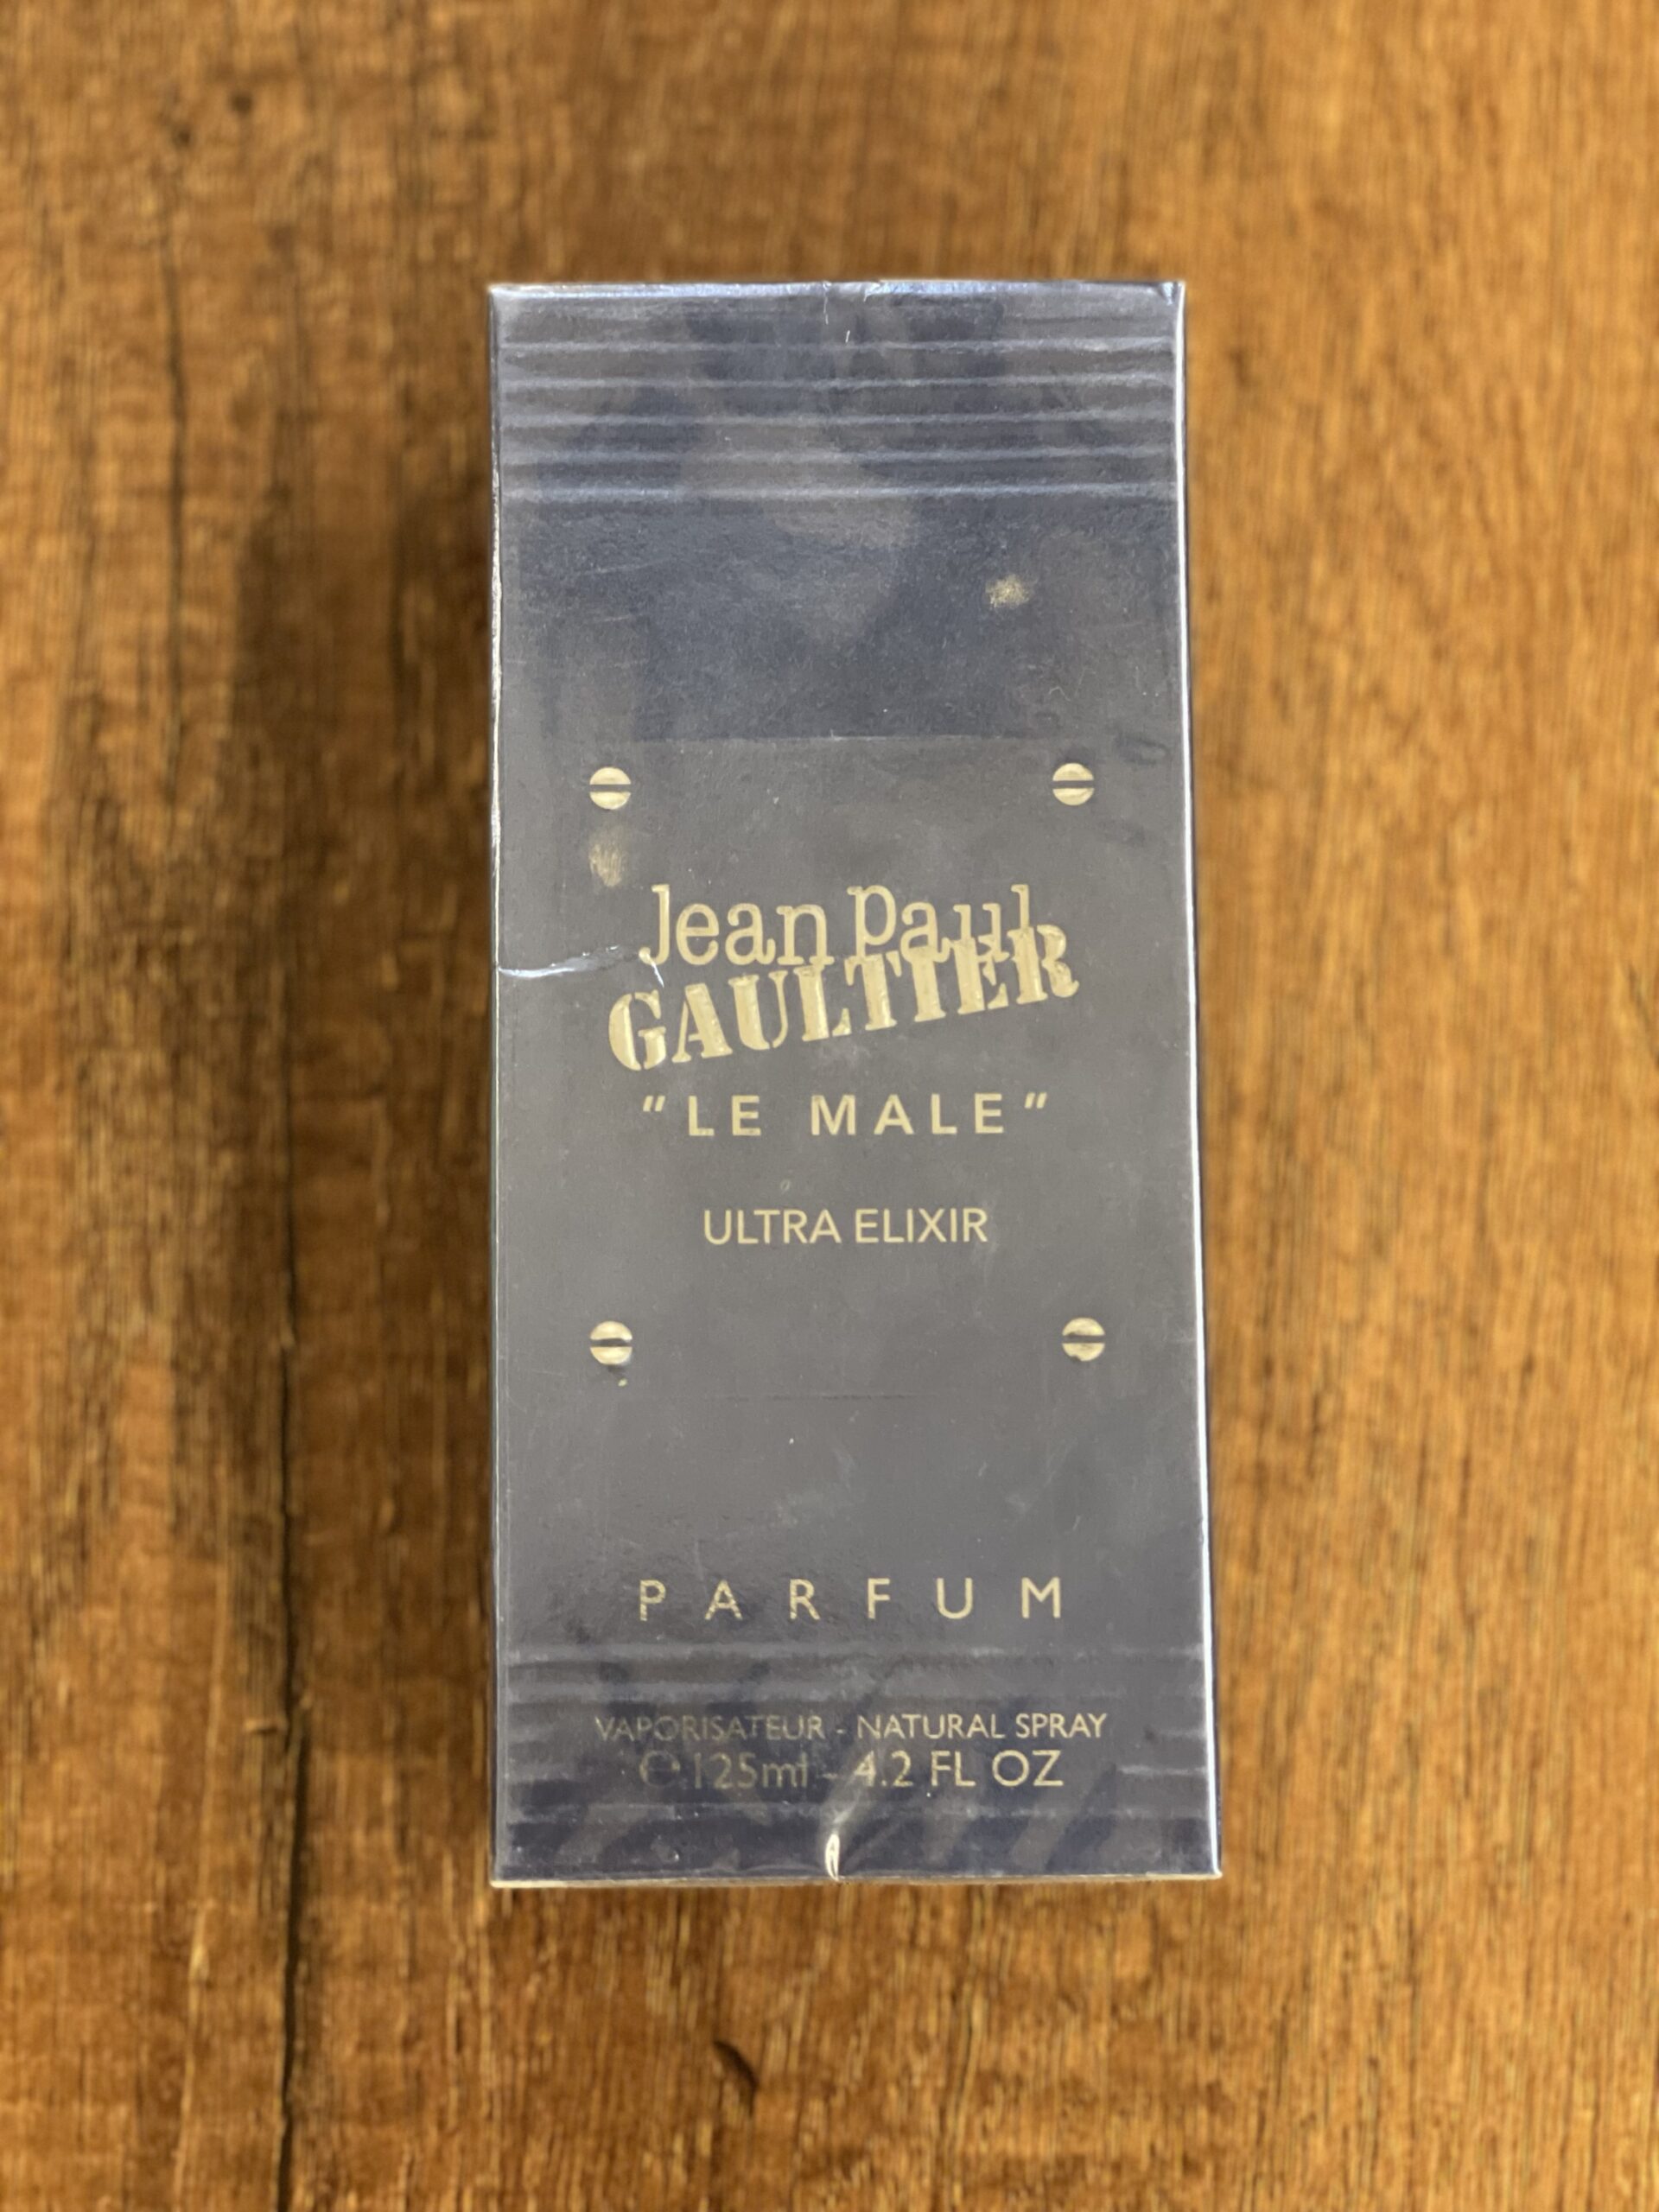 Jean Paul
GAULTIER
"LE MALE"
ULTRA ELIXIR
PARFUM
VAPORISATEUR - NATURAL SPRAY
℮ 125ml - 4.2 FL OZ